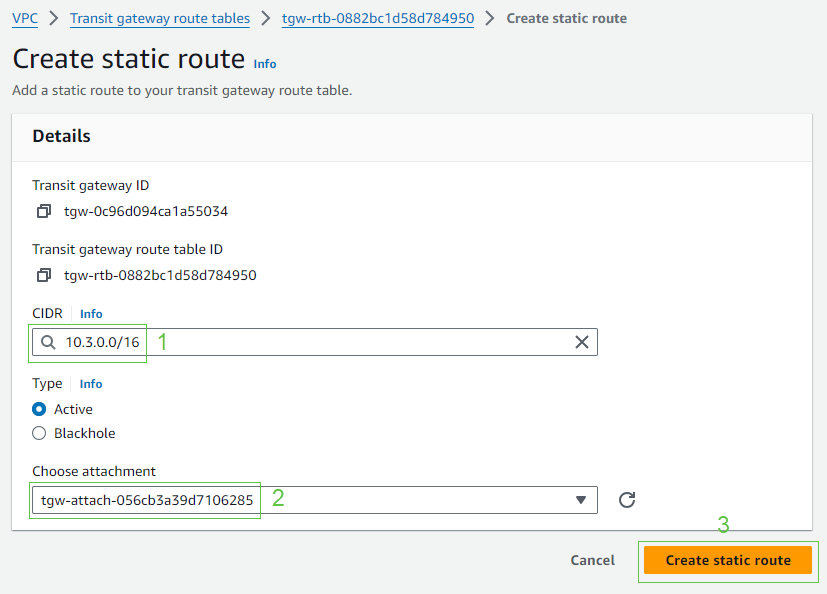 VPC > Transit gateway route tables > tgw-rtb-0882bc1d58d784950 > Create static route
Create static route Info
Add a static route to your transit gateway route table.
Details
Transit gateway ID
tgw-0c96d094ca1a55034
Transit gateway route table ID
tgw-rtb-0882bc1d58d784950
CIDR Info
10.3.0.0/16 1
Type Info
Active
Blackhole
Choose attachment
tgw-attach-056cb3a39d7106285 2
3
Cancel Create static route